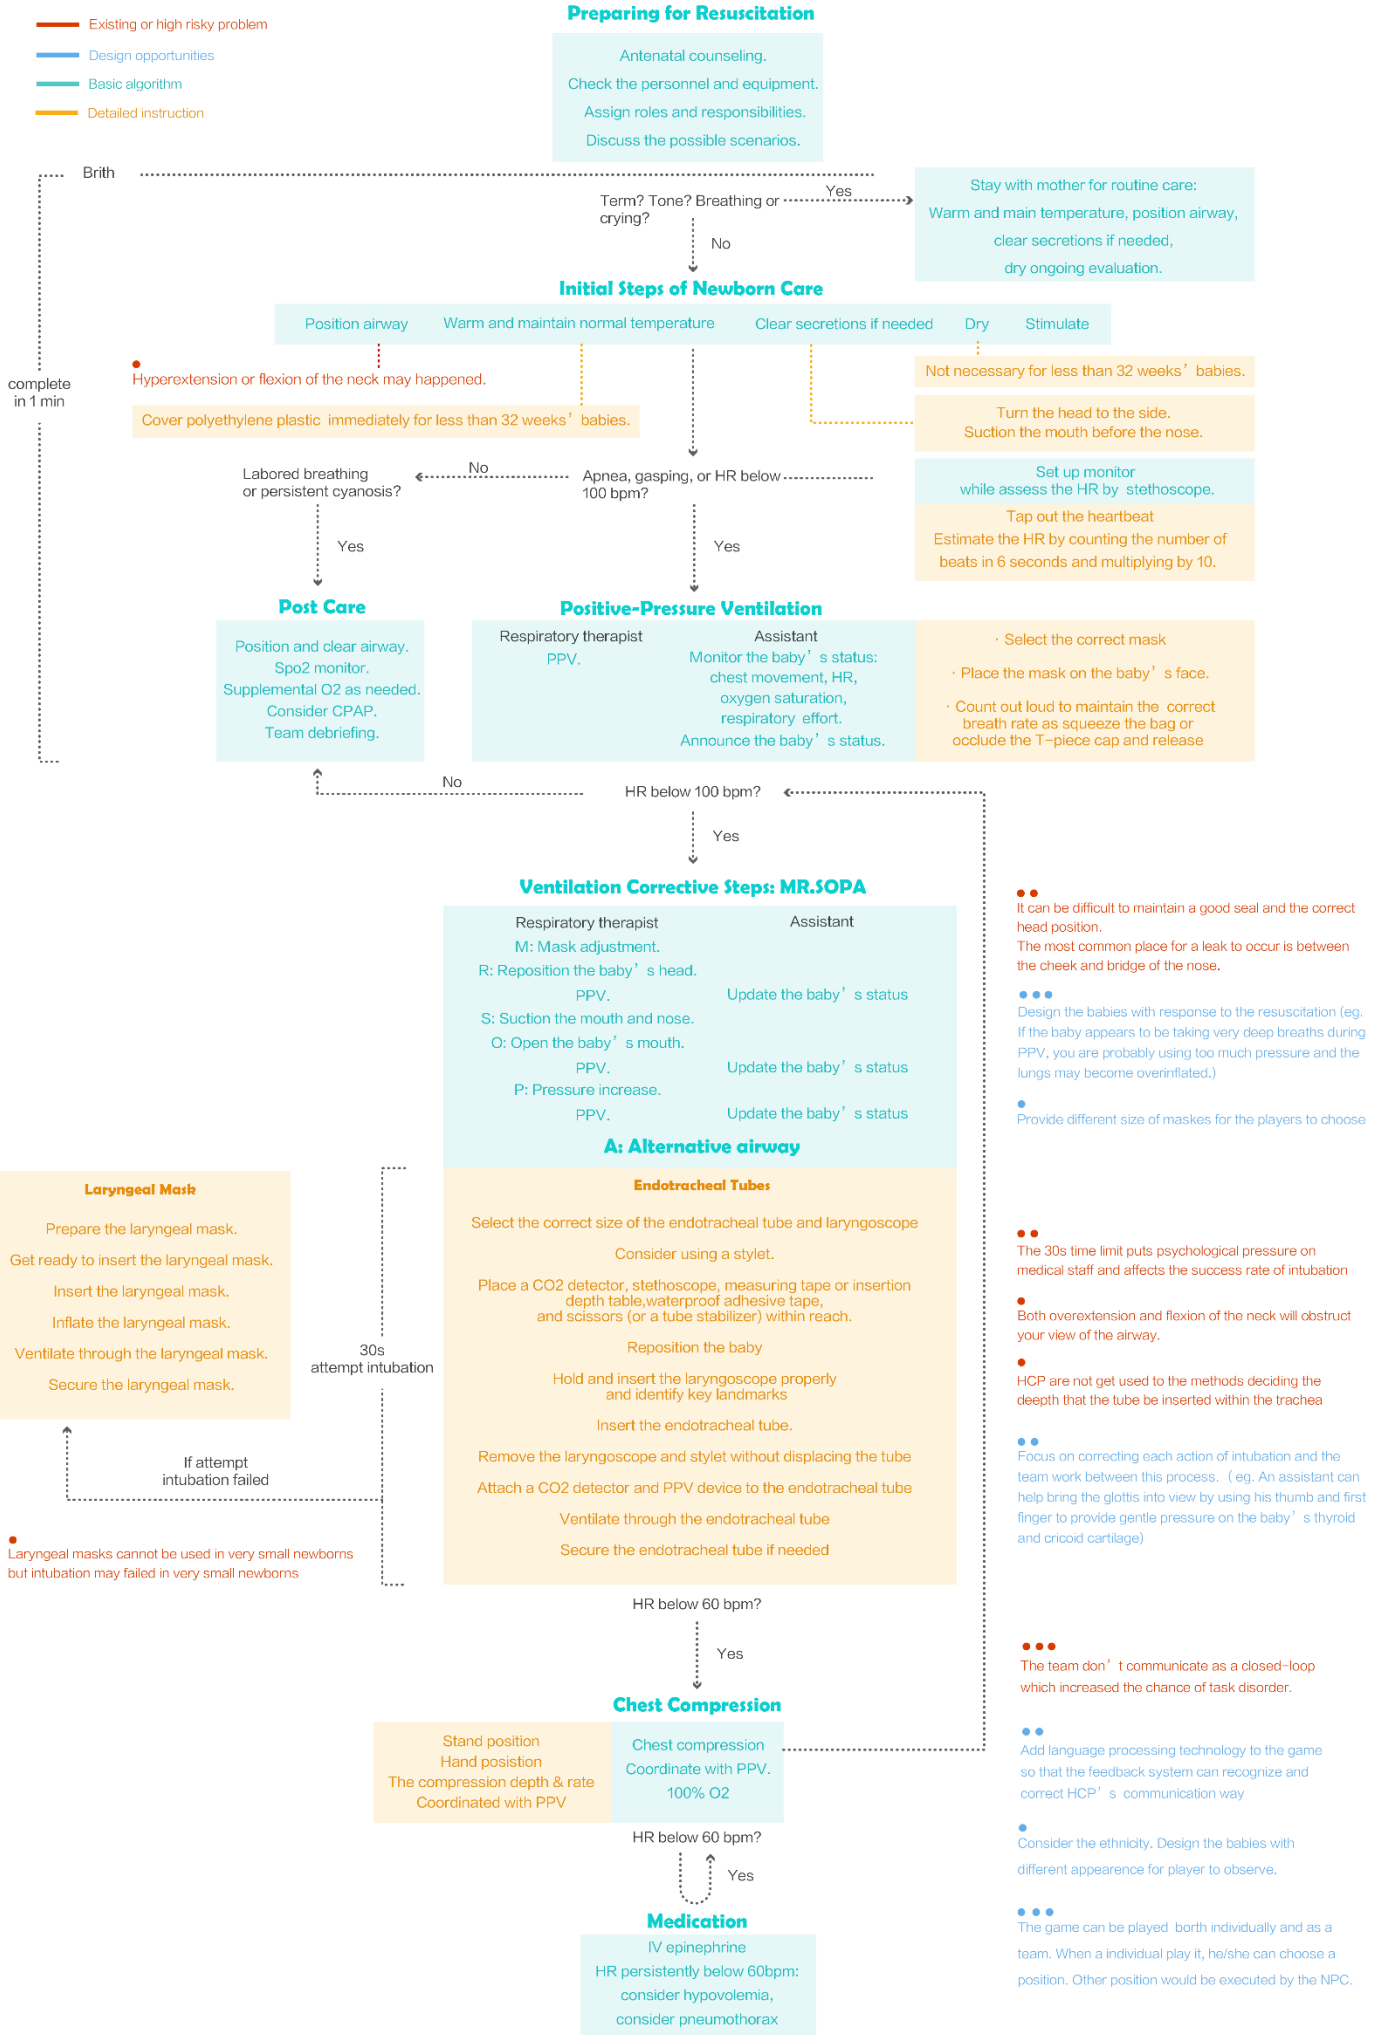 Existing or high risky problem
Design opportunities
Basic algorithm
Detailed instruction
Preparing for Resuscitation
Antenatal counseling.
Check the personnel and equipment.
Assign roles and responsibilities.
Discuss the possible scenarios.
Brith
Term? Tone? Breathing or
crying?
Yes
No
Stay with mother for routine care:
Warm and main temperature, position airway,
clear secretions if needed,
dry ongoing evaluation.
complete
in 1 min
Initial Steps of Newborn Care
Position airway
Warm and maintain normal temperature
Clear secretions if needed
Dry
Stimulate
Hyperextension or flexion of the neck may happened.
Cover polyethylene plastic immediately for less than 32 weeks' babies.
Not necessary for less than 32 weeks' babies.
Turn the head to the side.
Suction the mouth before the nose.
Labored breathing
or persistent cyanosis?
No
Apnea, gasping, or HR below
100 bpm?
Set up monitor
while assess the HR by stethoscope.
Tap out the heartbeat
Estimate the HR by counting the number of
beats in 6 seconds and multiplying by 10.
Yes
Yes
Post Care
Position and clear airway.
Spo2 monitor.
Supplemental O2 as needed.
Consider CPAP.
Team debriefing.
Positive-Pressure Ventilation
Respiratory therapist
PPV.
Assistant
Monitor the baby's status:
chest movement, HR,
oxygen saturation,
respiratory effort.
Announce the baby's status.
· Select the correct mask
· Place the mask on the baby's face.
· Count out loud to maintain the correct
breath rate as squeeze the bag or
occlude the T-piece cap and release
No
HR below 100 bpm?
Yes
Ventilation Corrective Steps: MR.SOPA
Respiratory therapist
Assistant
M: Mask adjustment.
R: Reposition the baby's head.
PPV.
Update the baby's status
S: Suction the mouth and nose.
O: Open the baby's mouth.
PPV.
Update the baby's status
P: Pressure increase.
PPV.
Update the baby's status
A: Alternative airway
It can be difficult to maintain a good seal and the correct
head position.
The most common place for a leak to occur is between
the cheek and bridge of the nose.
Design the babies with response to the resuscitation (eg.
If the baby appears to be taking very deep breaths during
PPV, you are probably using too much pressure and the
lungs may become overinflated.)
Provide different size of maskes for the players to choose
Laryngeal Mask
Prepare the laryngeal mask.
Get ready to insert the laryngeal mask.
Insert the laryngeal mask.
Inflate the laryngeal mask.
Ventilate through the laryngeal mask.
Secure the laryngeal mask.
30s
attempt intubation
Endotracheal Tubes
Select the correct size of the endotracheal tube and laryngoscope
Consider using a stylet.
Place a CO2 detector, stethoscope, measuring tape or insertion
depth table,waterproof adhesive tape,
and scissors (or a tube stabilizer) within reach.
Reposition the baby
Hold and insert the laryngoscope properly
and identify key landmarks
Insert the endotracheal tube.
Remove the laryngoscope and stylet without displacing the tube
Attach a CO2 detector and PPV device to the endotracheal tube
Ventilate through the endotracheal tube
Secure the endotracheal tube if needed
If attempt
intubation failed
Laryngeal masks cannot be used in very small newborns
but intubation may failed in very small newborns
The 30s time limit puts psychological pressure on
medical staff and affects the success rate of intubation
Both overextension and flexion of the neck will obstruct
your view of the airway.
HCP are not get used to the methods deciding the
deepth that the tube be inserted within the trachea
Focus on correcting each action of intubation and the
team work between this process. ( eg. An assistant can
help bring the glottis into view by using his thumb and first
finger to provide gentle pressure on the baby's thyroid
and cricoid cartilage)
HR below 60 bpm?
Yes
Chest Compression
Stand position
Hand posistion
The compression depth & rate
Coordinated with PPV
Chest compression
Coordinate with PPV.
100% O2
HR below 60 bpm?
Yes
Medication
IV epinephrine
HR persistently below 60bpm:
consider hypovolemia,
consider pneumothorax
The team don't communicate as a closed-loop
which increased the chance of task disorder.
Add language processing technology to the game
so that the feedback system can recognize and
correct HCP's communication way
Consider the ethnicity. Design the babies with
different appearence for player to observe.
The game can be played borth individually and as a
team. When a individual play it, he/she can choose a
position. Other position would be executed by the NPC.